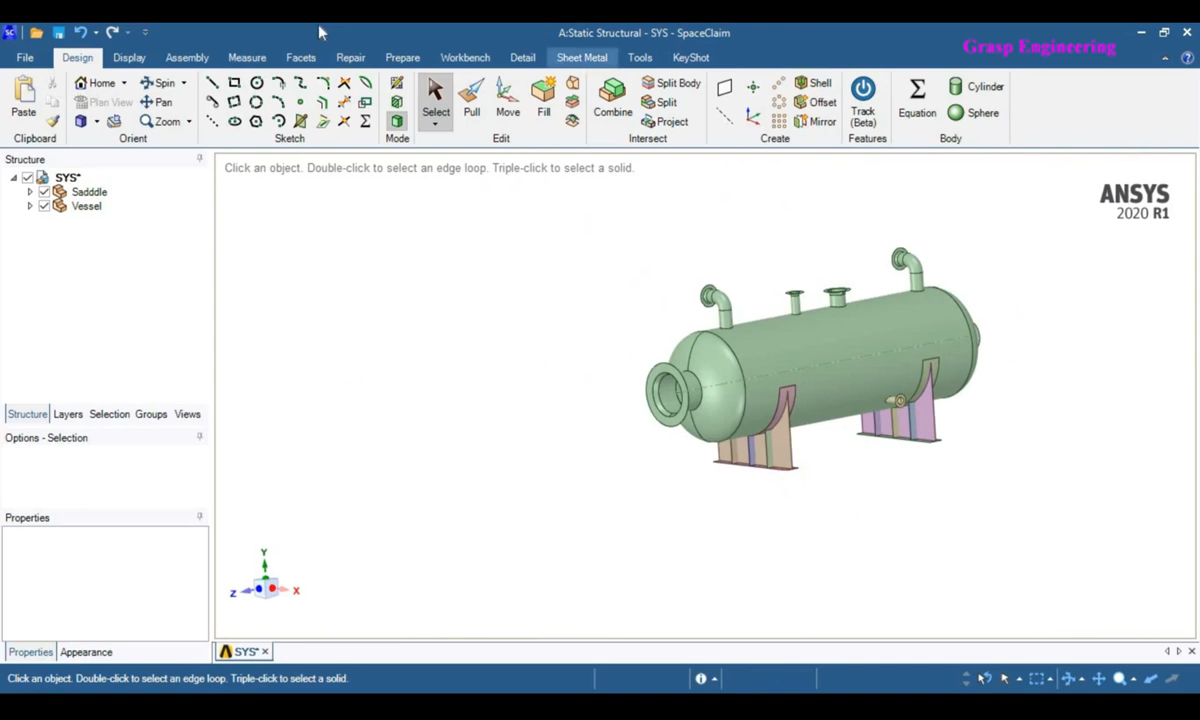 SC
A:Static Structural - SYS - SpaceClaim
Grasp Engineering
File Design Display Assembly Measure Facets Repair Prepare Workbench Detail Sheet Metal Tools KeyShot
Home Spin Select Pull Move Fill Combine Split Body Shell Track (Beta) Equation Cylinder
Paste Plan View Pan Split Offset Sphere
Zoom Project Mirror
Clipboard Orient Sketch Mode Edit Intersect Create Features Body
Structure
Click an object. Double-click to select an edge loop. Triple-click to select a solid.
SYS*
Sadddle
Vessel
ANSYS
2020 R1
Structure Layers Selection Groups Views
Options - Selection
Properties
Y
Z
X
Properties Appearance
SYS*
Click an object. Double-click to select an edge loop. Triple-click to select a solid.